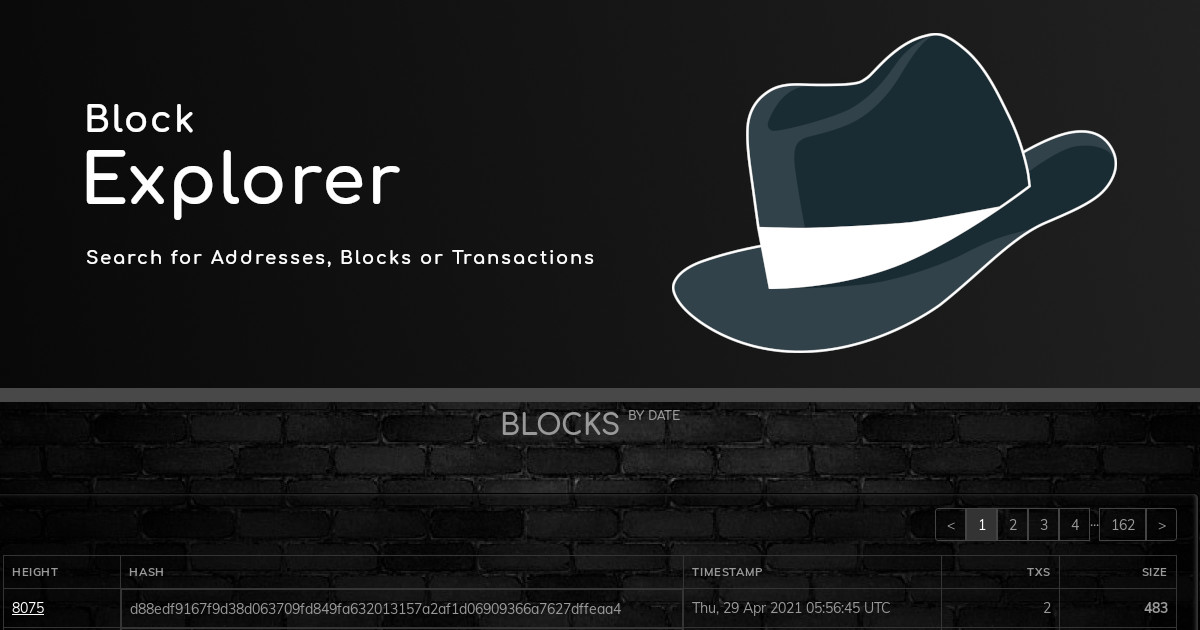 Block
Explorer
Search for Addresses, Blocks or Transactions
BLOCKS BY DATE
< 1 2 3 4 ... 162 >
HEIGHT HASH TIMESTAMP TXS SIZE
8075 d88edf9167f9d38d063709fd849fa632013157a2af1d06909366a7627dffeaa4 Thu, 29 Apr 2021 05:56:45 UTC 2 483